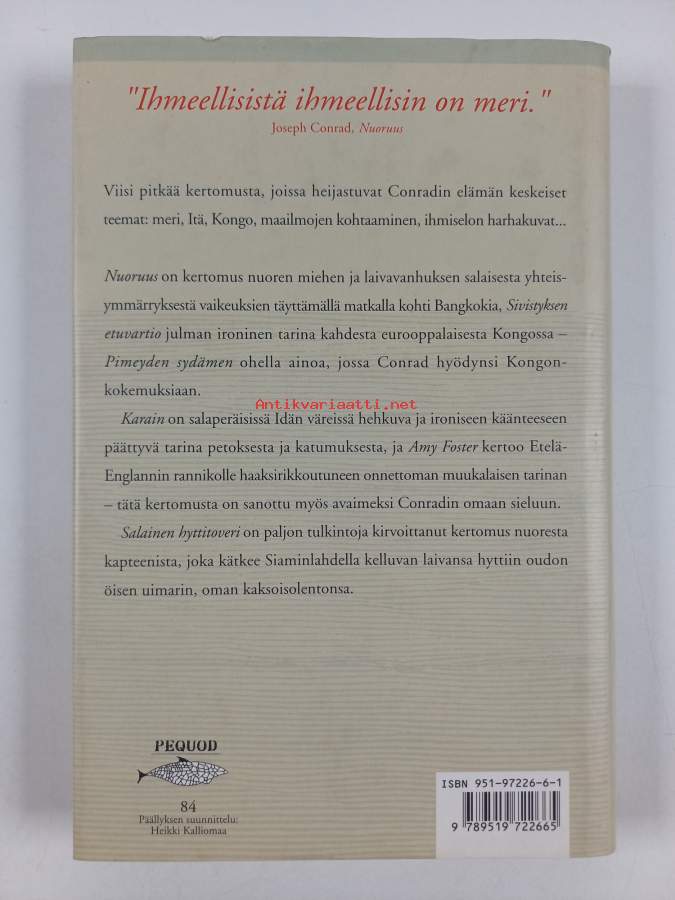 "Ihmeellisistä ihmeellisin on meri."
Joseph Conrad, Nuoruus
Viisi pitkää kertomusta, joissa heijastuvat Conradin elämän keskeiset
teemat: meri, Itä, Kongo, maailmojen kohtaaminen, ihmiselon harhakuvat...
Nuoruus on kertomus nuoren miehen ja laivavanhuksen salaisesta yhteis-
ymmärryksestä vaikeuksien täyttämällä matkalla kohti Bangkokia, Sivistyksen
etuvartio julman ironinen tarina kahdesta eurooppalaisesta Kongossa –
Pimeyden sydämen ohella ainoa, jossa Conrad hyödynsi Kongon-
kokemuksiaan.
Antikvariaatti.net
Karain on salaperäisissä Idän väreissä hehkuva ja ironiseen käänteeseen
päättyvä tarina petoksesta ja katumuksesta, ja Amy Foster kertoo Etelä-
Englannin rannikolle haaksirikkoutuneen onnettoman muukalaisen tarinan
– tätä kertomusta on sanottu myös avaimeksi Conradin omaan sieluun.
Salainen hyttitoveri on paljon tulkintoja kirvoittanut kertomus nuoresta
kapteenista, joka kätkee Siaminlahdella kelluvan laivansa hyttiin oudon
öisen uimarin, oman kaksoisolentonsa.
PEQUOD
84
Päällyksen suunnittelu:
Heikki Kalliomaa
ISBN 951-97226-6-1
9 789519 722665